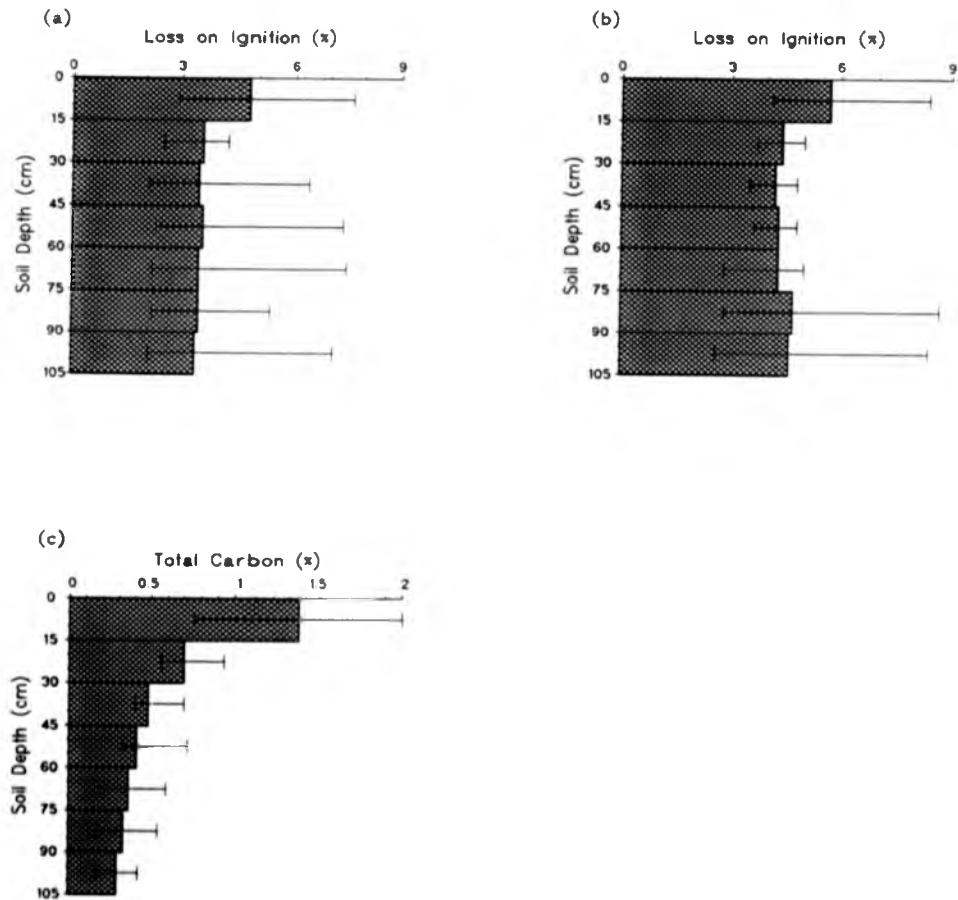 (a)
Loss on Ignition (%)
0 3 6 9
0
15
30
45
60
75
90
105
Soil Depth (cm)
(b)
Loss on Ignition (%)
0 3 6 9
0
15
30
45
60
75
90
105
Soil Depth (cm)
(c)
Total Carbon (%)
0 0.5 1 1.5 2
0
15
30
45
60
75
90
105
Soil Depth (cm)